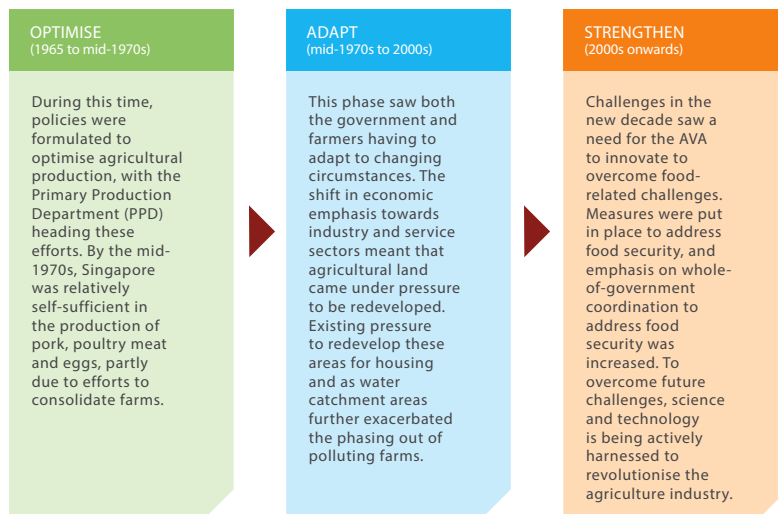 OPTIMISE
(1965 to mid-1970s)
During this time,
policies were
formulated to
optimise agricultural
production, with the
Primary Production
Department (PPD)
heading these
efforts. By the mid-
1970s, Singapore
was relatively
self-sufficient in
the production of
pork, poultry meat
and eggs, partly
due to efforts to
consolidate farms.
ADAPT
(mid-1970s to 2000s)
This phase saw both
the government and
farmers having to
adapt to changing
circumstances. The
shift in economic
emphasis towards
industry and service
sectors meant that
agricultural land
came under pressure
to be redeveloped.
Existing pressure
to redevelop these
areas for housing
and as water
catchment areas
further exacerbated
the phasing out of
polluting farms.
STRENGTHEN
(2000s onwards)
Challenges in the
new decade saw a
need for the AVA
to innovate to
overcome food-
related challenges.
Measures were put
in place to address
food security, and
emphasis on whole-
of-government
coordination to
address food
security was
increased. To
overcome future
challenges, science
and technology
is being actively
harnessed to
revolutionise the
agriculture industry.